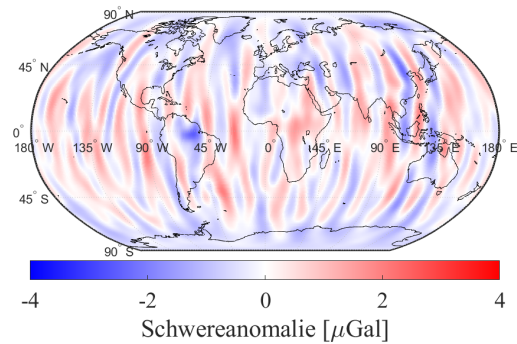 90° N
45° N
0°
180° W 135° W 90° W 45° W 0° 45° E 90° E 135° E 180° E
45° S
90° S
-4 -2 0 2 4
Schwereanomalie [μGal]